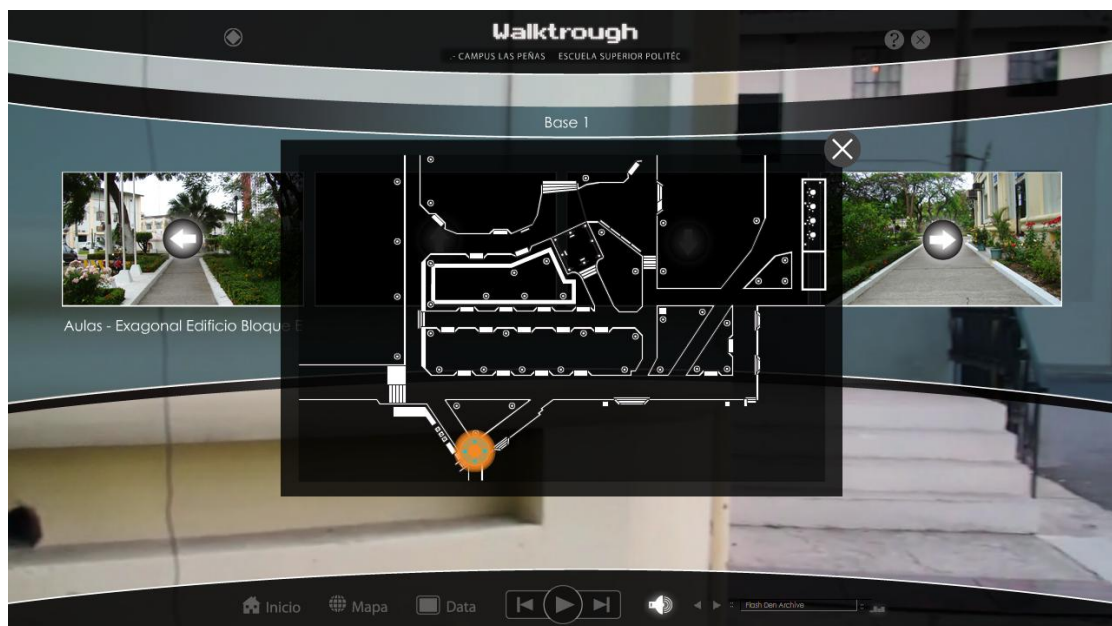 Walktrough
.- CAMPUS LAS PEÑAS ESCUELA SUPERIOR POLITÉC
?
Base 1
Aulas - Exagonal Edificio Bloque E
Inicio
Mapa
Data
Flash Den Archive